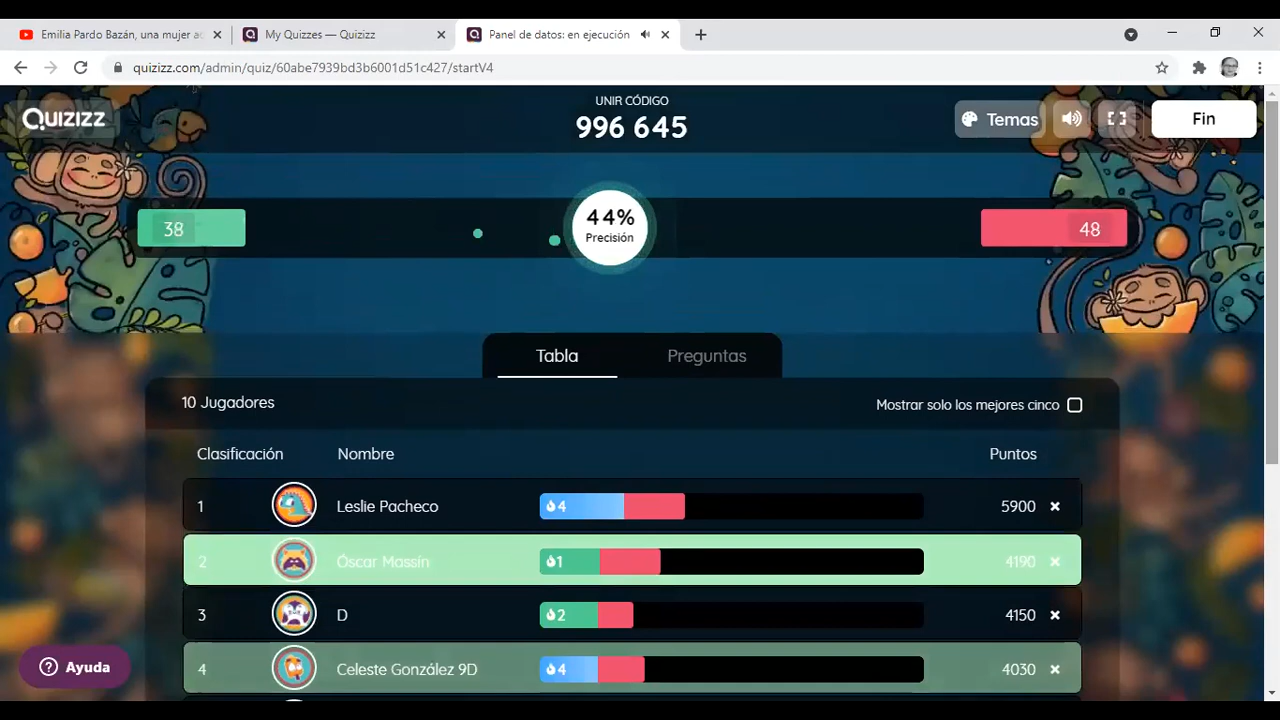 Emilia Pardo Bazán, una mujer ad
My Quizzes — Quizizz
Panel de datos: en ejecución
quizizz.com/admin/quiz/60abe7939bd3b6001d51c427/startV4
Quizizz
UNIR CÓDIGO
996 645
Temas
Fin
38
44%
Precisión
48
Tabla
Preguntas
10 Jugadores
Mostrar solo los mejores cinco
Clasificación Nombre Puntos
1 Leslie Pacheco 4 5900
2 Óscar Massín 1 4190
3 D 2 4150
4 Celeste González 9D 4 4030
Ayuda